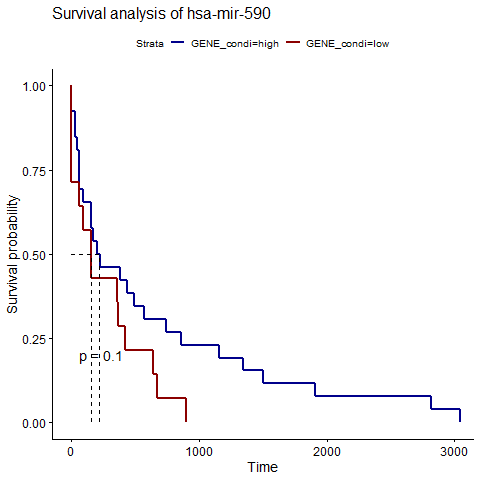 Survival analysis of hsa-mir-590
Strata GENE_condi=high GENE_condi=low
1.00
0.75
0.50
0.25
0.00
Survival probability
p = 0.1
0 1000 2000 3000
Time